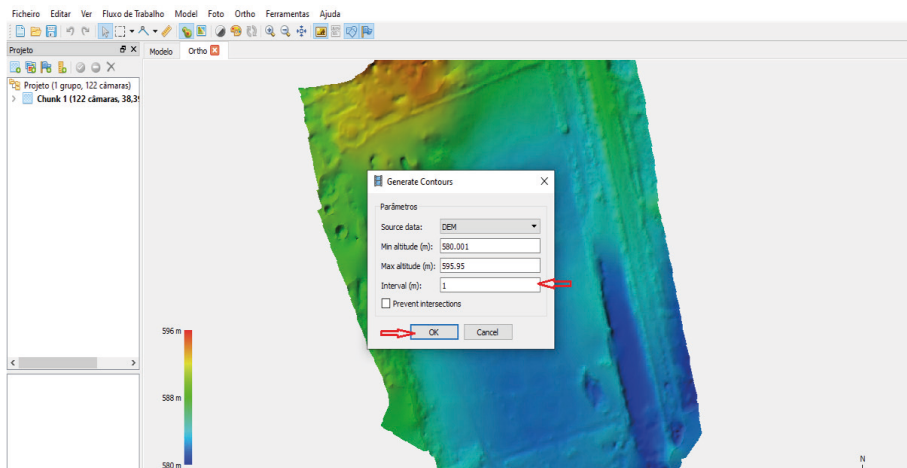 Ficheiro Editar Ver Fluxo de Trabalho Model Foto Ortho Ferramentas Ajuda
Projeto
Modelo Ortho
Projeto (1 grupo, 122 câmaras)
Chunk 1 (122 câmaras, 38,39
Generate Contours
Parâmetros
Source data: DEM
Min altitude (m): 580.001
Max altitude (m): 595.95
Interval (m): 1
Prevent intersections
OK Cancel
596 m
588 m
580 m
N